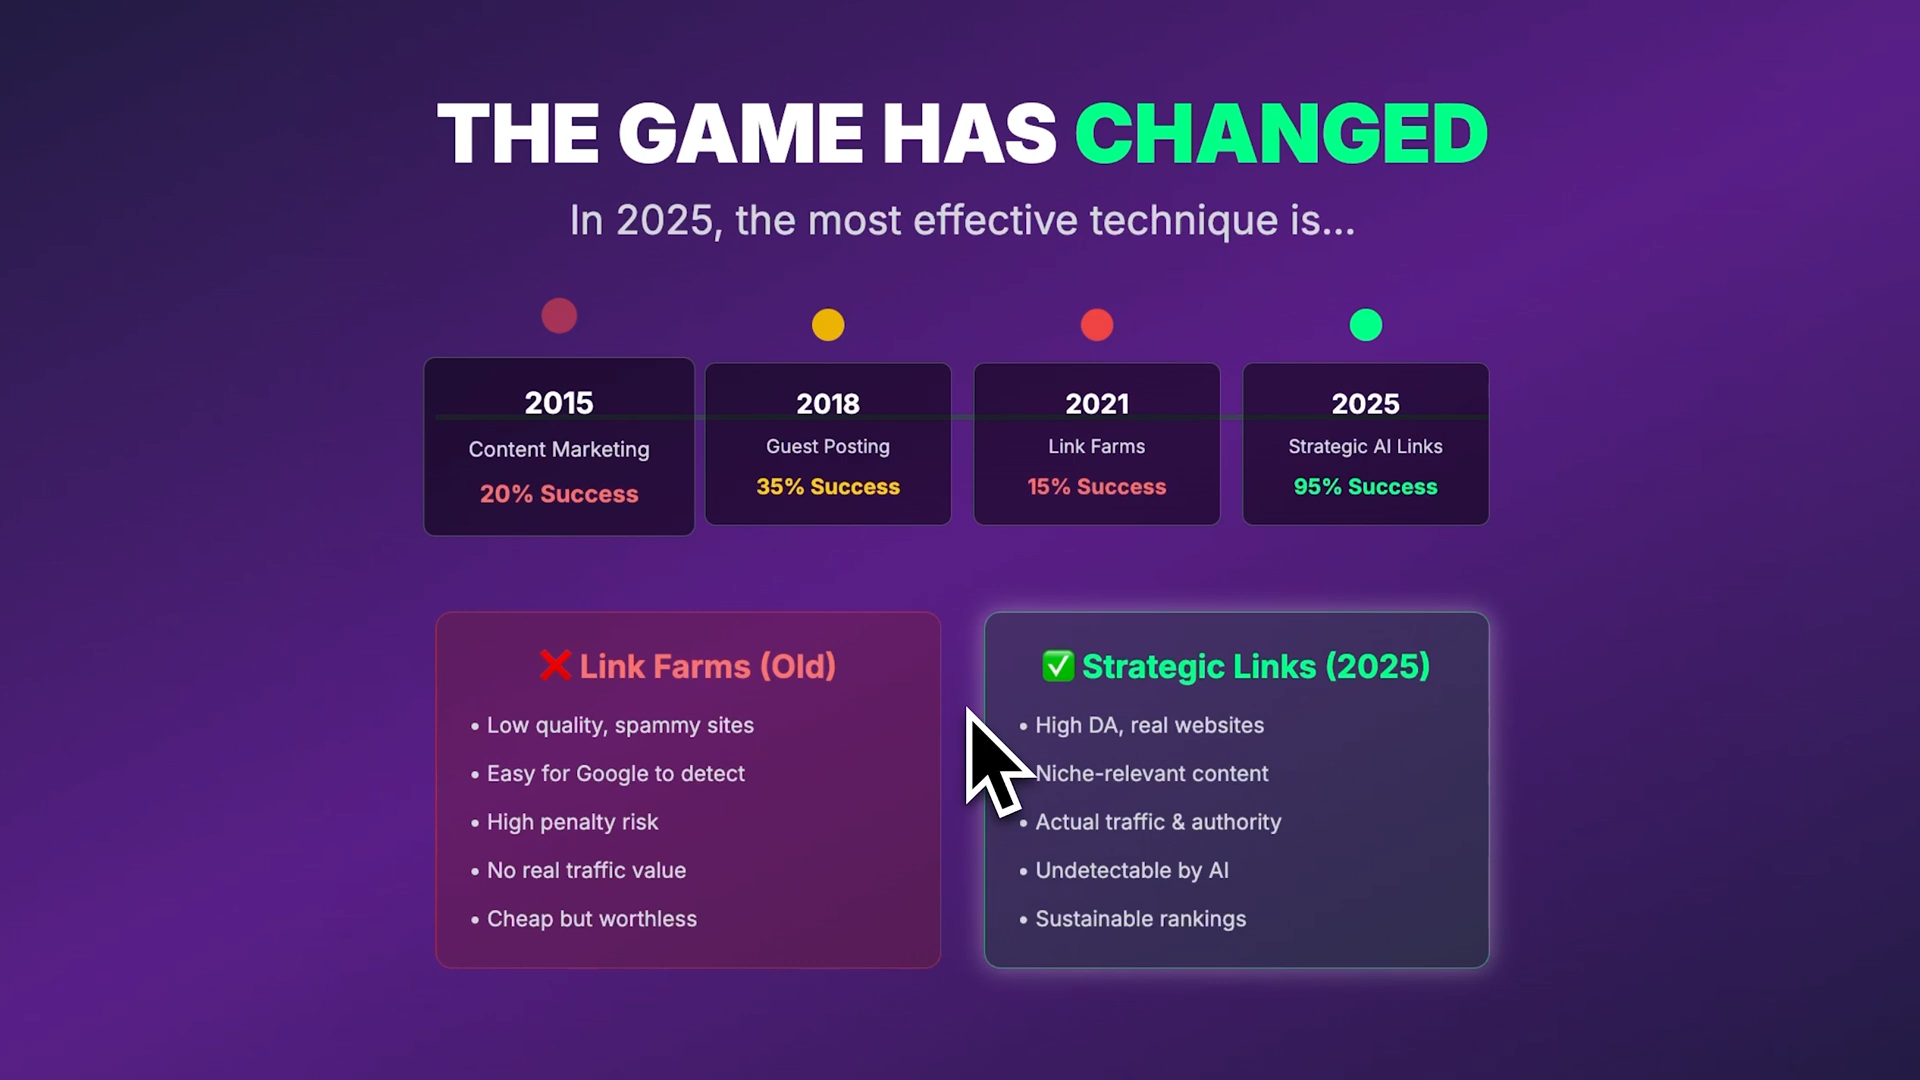 THE GAME HAS CHANGED
In 2025, the most effective technique is...
2015
Content Marketing
20% Success
2018
Guest Posting
35% Success
2021
Link Farms
15% Success
2025
Strategic AI Links
95% Success
❌ Link Farms (Old)
• Low quality, spammy sites
• Easy for Google to detect
• High penalty risk
• No real traffic value
• Cheap but worthless
✅ Strategic Links (2025)
• High DA, real websites
Niche-relevant content
• Actual traffic & authority
• Undetectable by AI
• Sustainable rankings